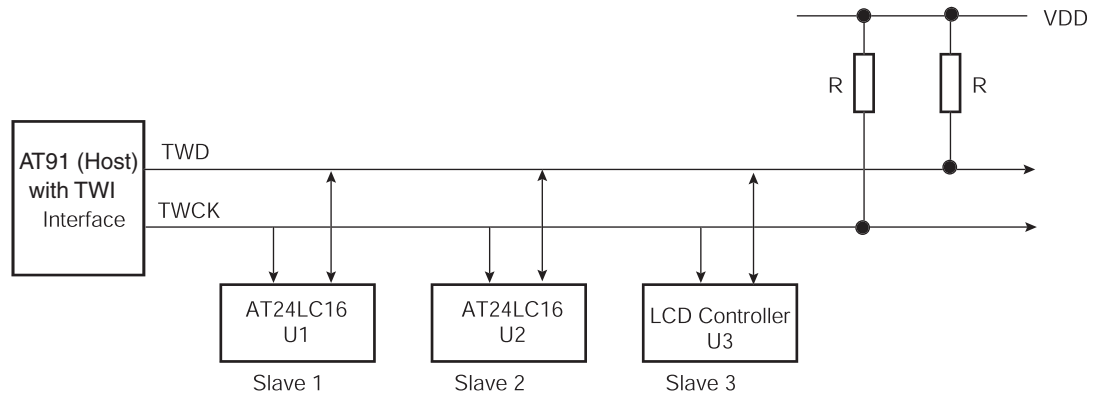 VDD
R
R
AT91 (Host)
with TWI
Interface
TWD
TWCK
AT24LC16
U1
AT24LC16
U2
LCD Controller
U3
Slave 1
Slave 2
Slave 3